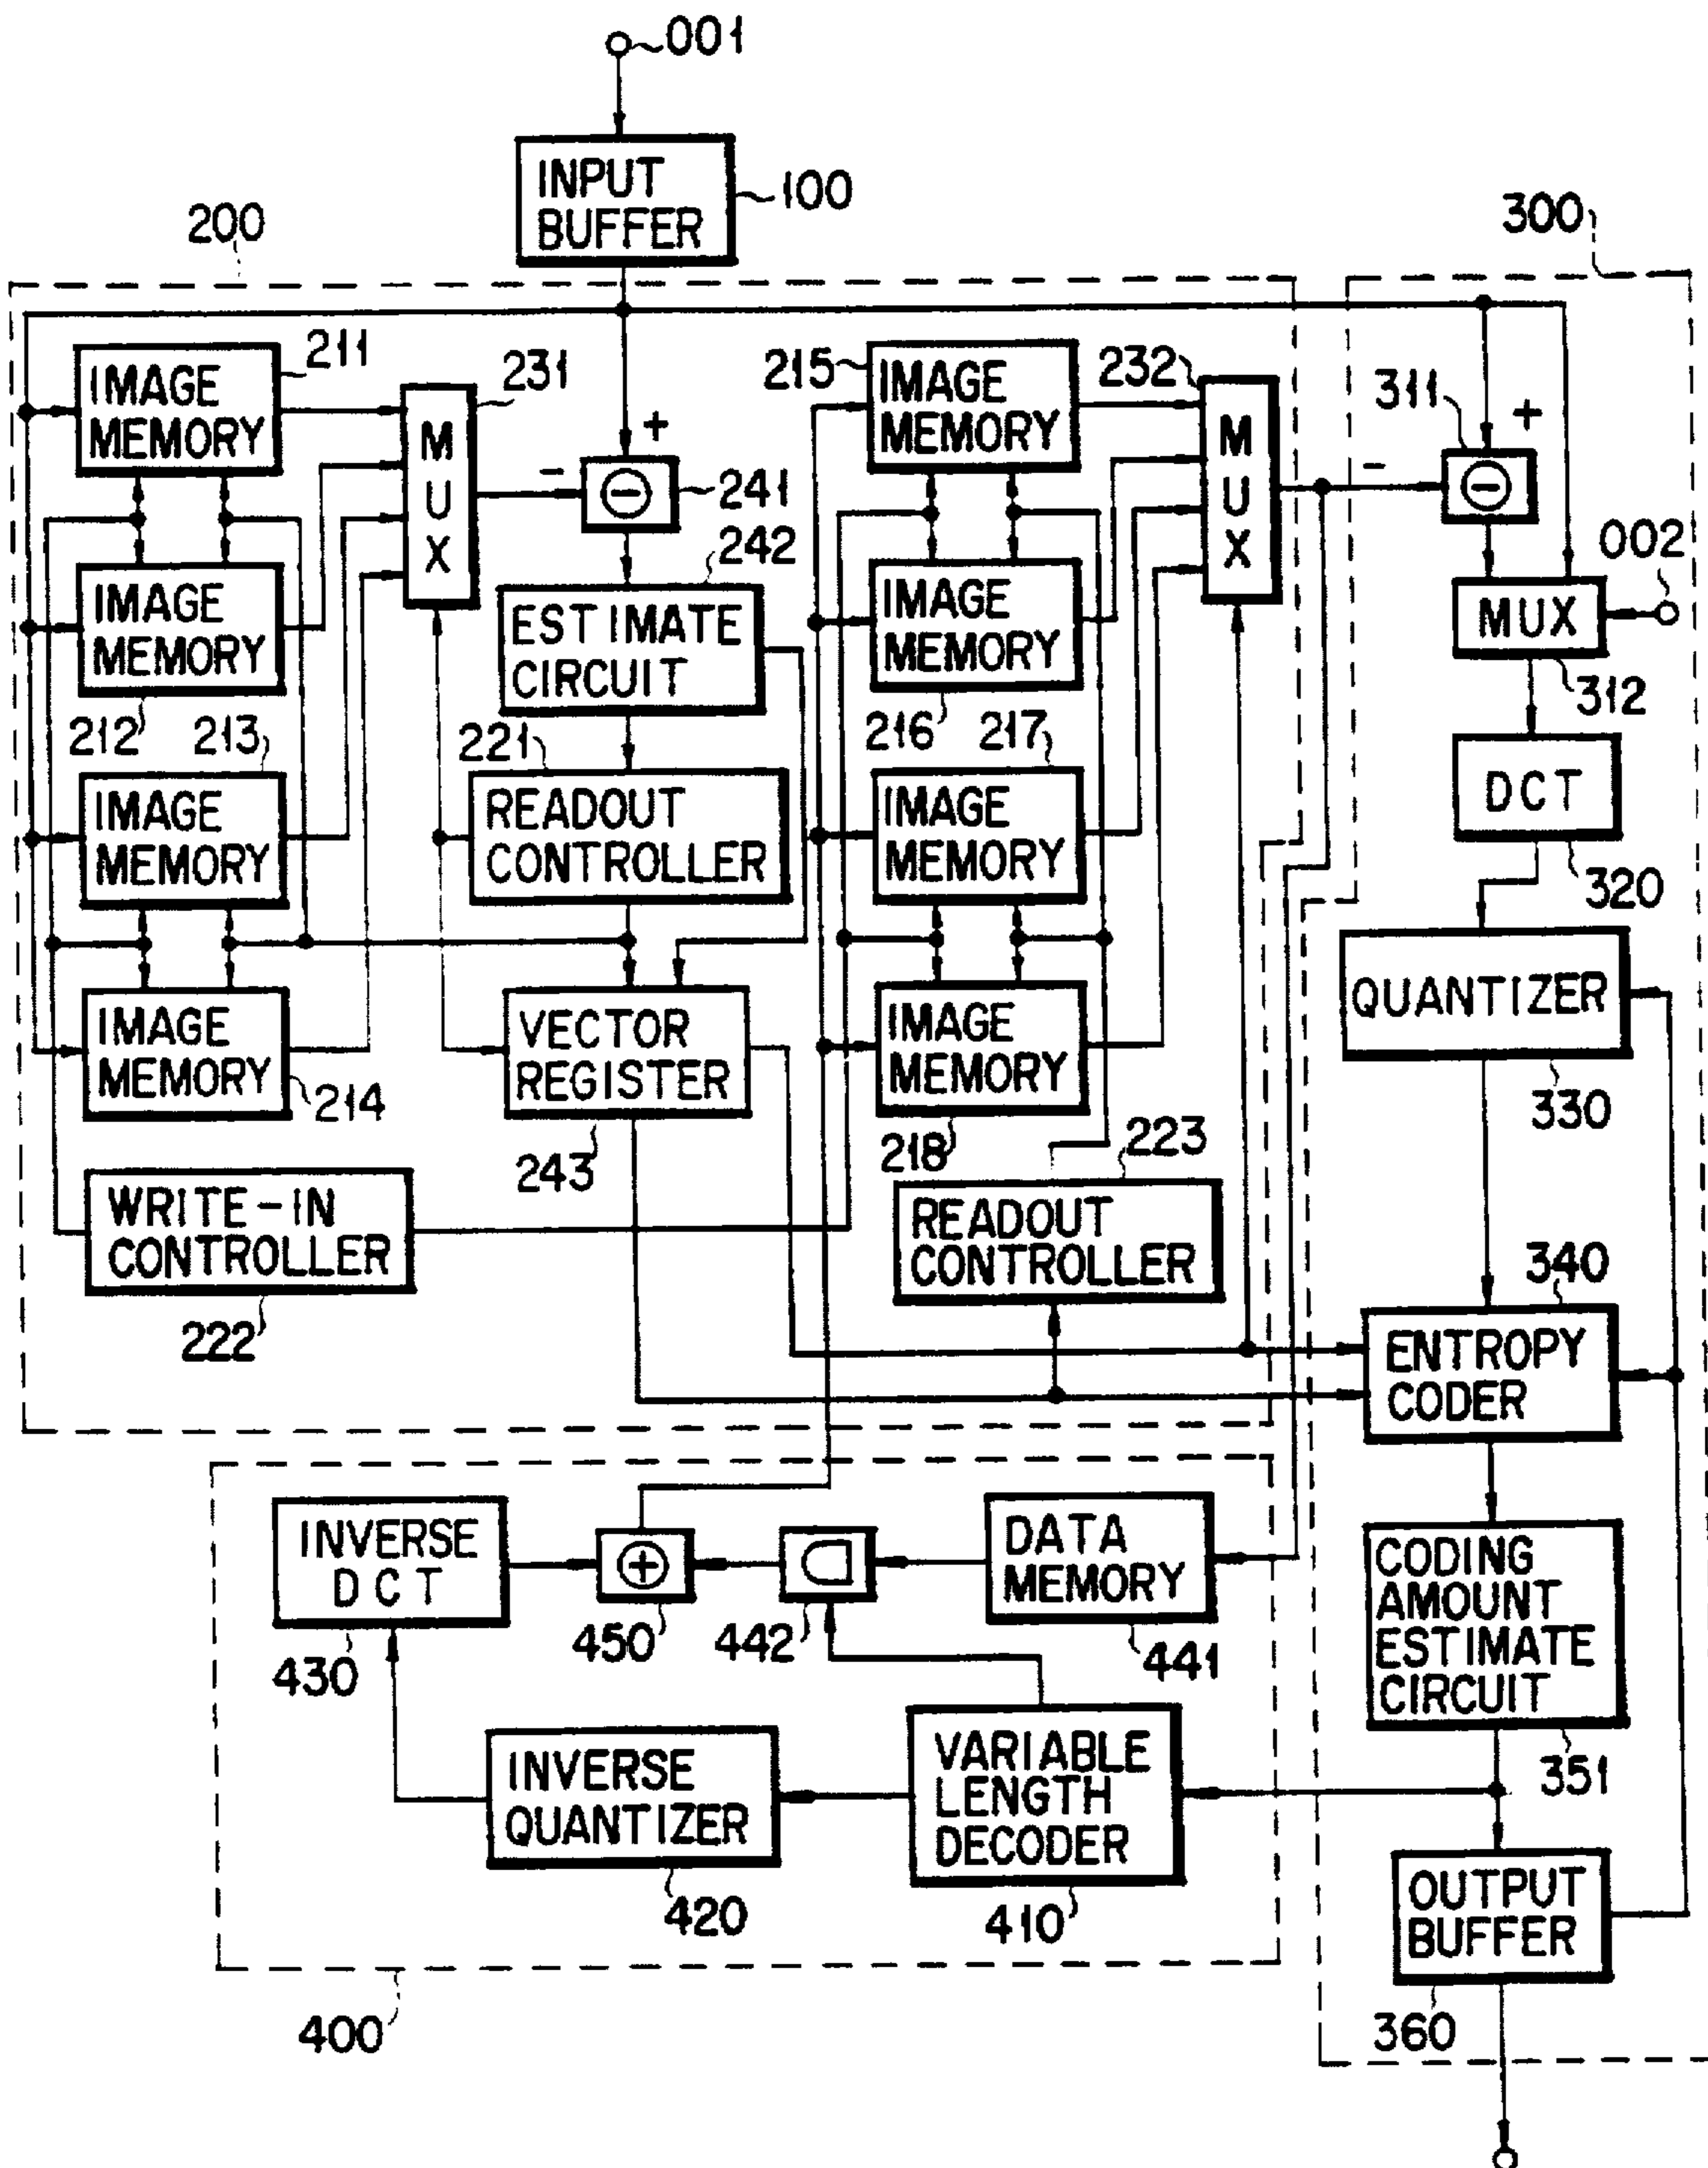 001
INPUT
BUFFER
100
200
300
IMAGE
MEMORY
211
M
U
X
231
+
-
241
IMAGE
MEMORY
215
M
U
X
232
311
+
-
002
IMAGE
MEMORY
212
ESTIMATE
CIRCUIT
242
IMAGE
MEMORY
216
MUX
312
IMAGE
MEMORY
213
READOUT
CONTROLLER
221
IMAGE
MEMORY
217
DCT
320
IMAGE
MEMORY
214
VECTOR
REGISTER
243
IMAGE
MEMORY
218
QUANTIZER
330
WRITE-IN
CONTROLLER
222
READOUT
CONTROLLER
223
ENTROPY
CODER
340
INVERSE
DCT
430
+
450
442
DATA
MEMORY
441
CODING
AMOUNT
ESTIMATE
CIRCUIT
351
INVERSE
QUANTIZER
420
VARIABLE
LENGTH
DECODER
410
OUTPUT
BUFFER
360
400